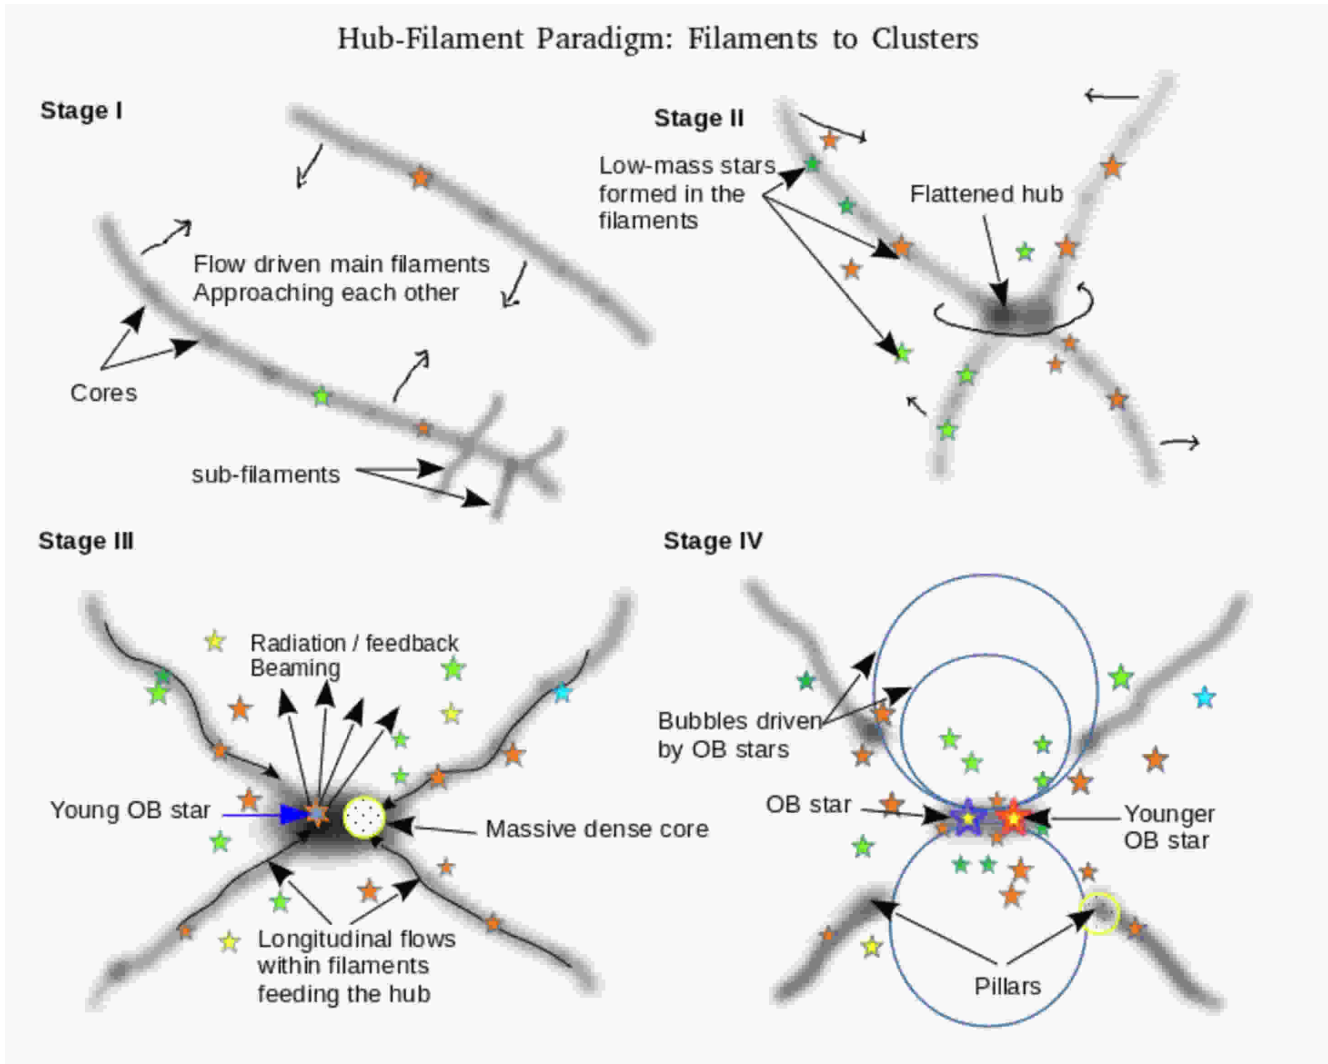 Hub-Filament Paradigm: Filaments to Clusters
Stage I
Flow driven main filaments
Approaching each other
Cores
sub-filaments
Stage II
Low-mass stars
formed in the
filaments
Flattened hub
Stage III
Radiation / feedback
Beaming
Young OB star
Massive dense core
Longitudinal flows
within filaments
feeding the hub
Stage IV
Bubbles driven
by OB stars
OB star
Younger
OB star
Pillars